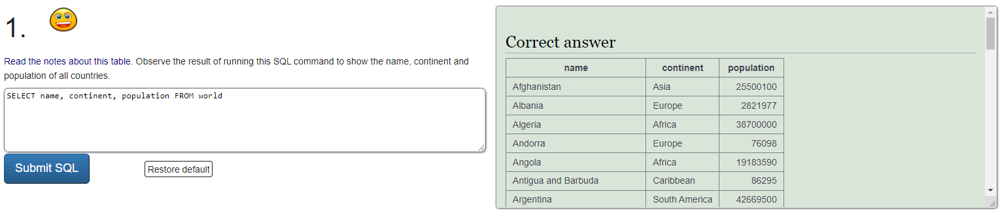 1.
Read the notes about this table. Observe the result of running this SQL command to show the name, continent and
population of all countries.
SELECT name, continent, population FROM world
Submit SQL
Restore default
Correct answer
name continent population
Afghanistan Asia 25500100
Albania Europe 2821977
Algeria Africa 38700000
Andorra Europe 76098
Angola Africa 19183590
Antigua and Barbuda Caribbean 86295
Argentina South America 42669500